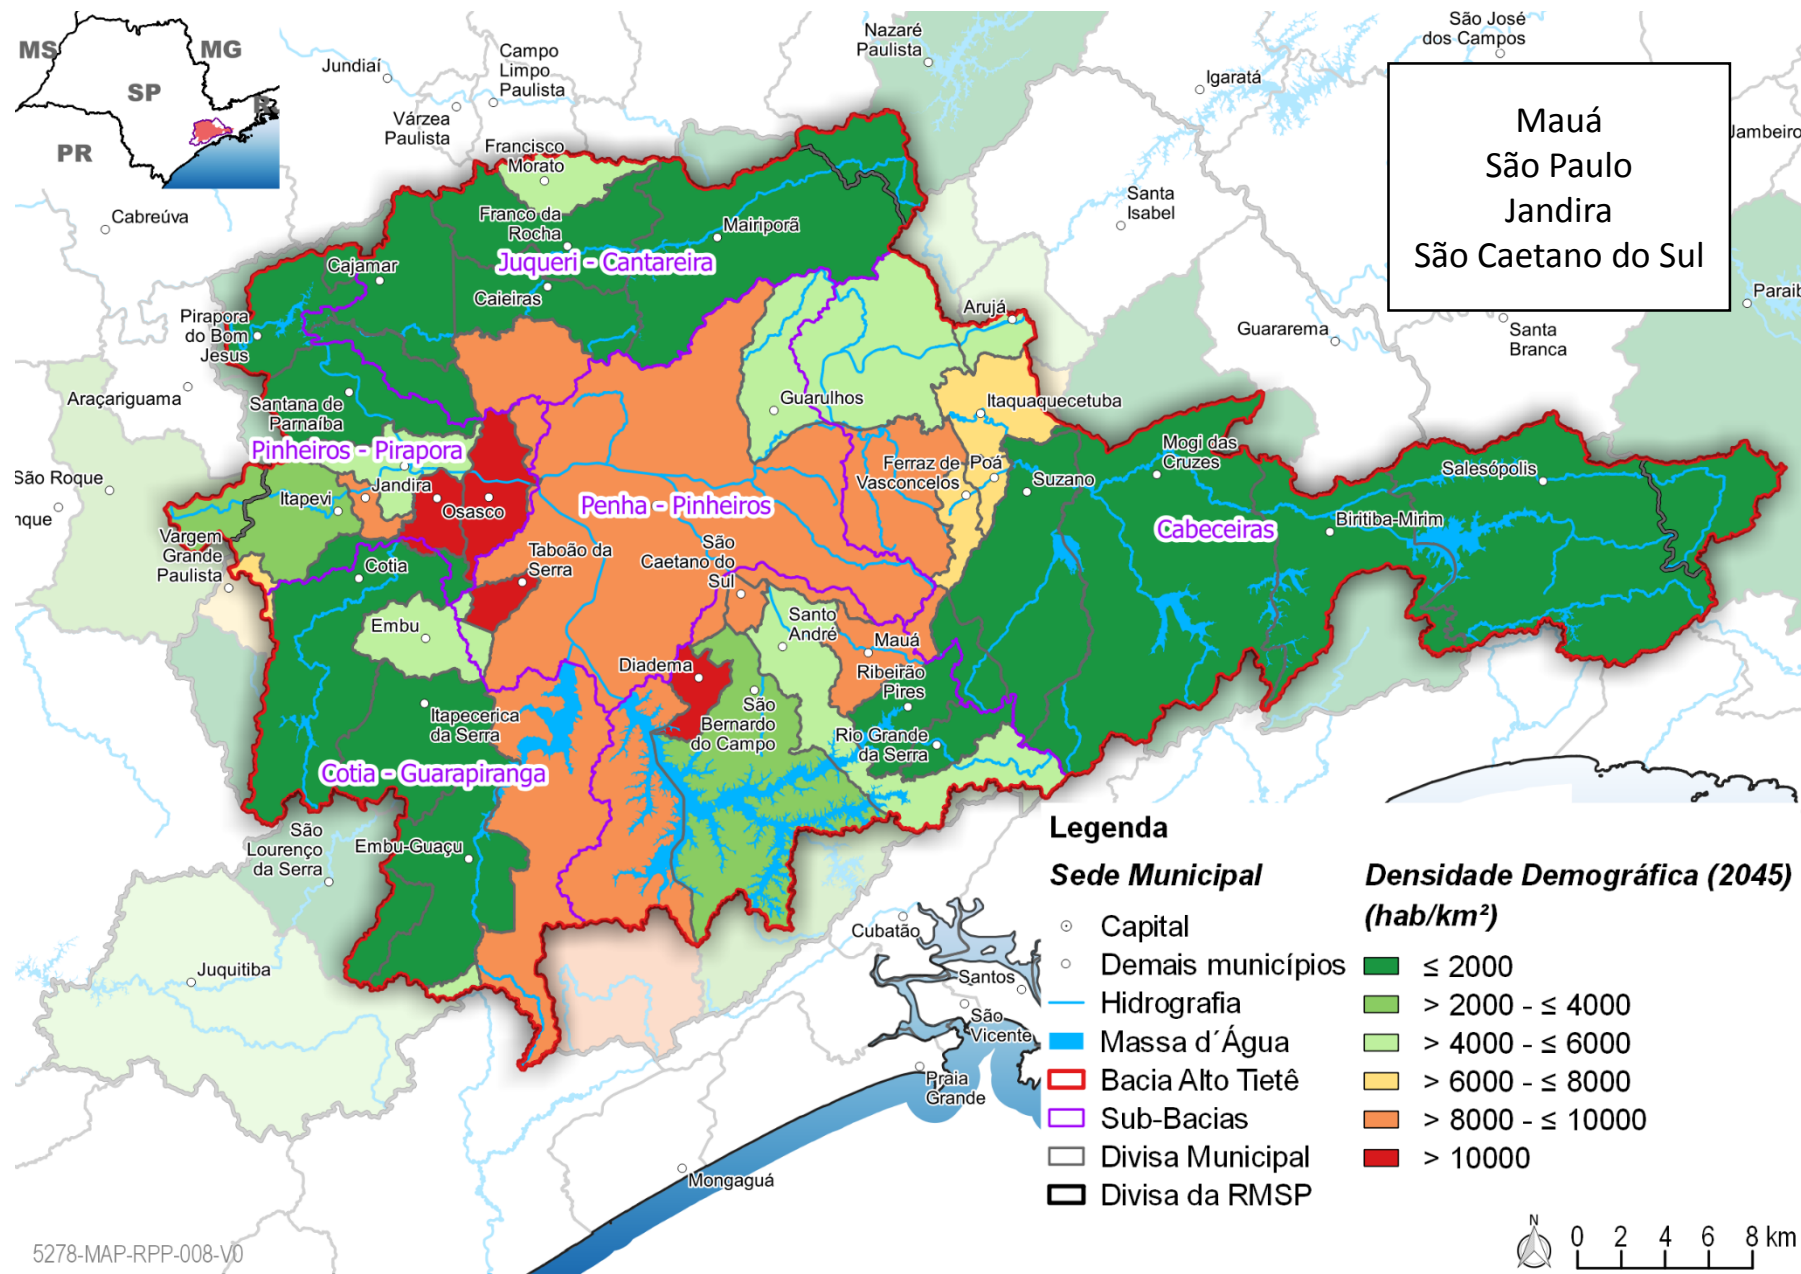 MS
MG
SP
PR
Jundiaí
Campo
Limpo
Paulista
Várzea
Paulista
Francisco
Morato
Nazaré
Paulista
São José
dos Campos
Igaratá
Mauá
São Paulo
Jandira
São Caetano do Sul
Jambeiro
Cabreúva
Franco da
Rocha
Mairiporã
Santa
Isabel
Juqueri - Cantareira
Cajamar
Caieiras
Arujá
Guararema
Santa
Branca
Paraib
Pirapora
do Bom
Jesus
Araçariguama
Santana de
Parnaíba
Guarulhos
Itaquaquecetuba
Pinheiros - Pirapora
São Roque
nque
Itapevi
Jandira
Osasco
Penha - Pinheiros
Ferraz de
Vasconcelos
Poá
Suzano
Mogi das
Cruzes
Salesópolis
Cabeceiras
Biritiba-Mirim
Vargem
Grande
Paulista
Cotia
Taboão da
Serra
São
Caetano do
Sul
Embu
Santo
André
Mauá
Diadema
Ribeirão
Pires
Itapecerica
da Serra
São
Bernardo
do Campo
Rio Grande
da Serra
Cotia - Guarapiranga
São
Lourenço
da Serra
Embu-Guaçu
Juquitiba
Cubatão
Santos
São
Vicente
Praia
Grande
Mongaguá
Legenda
Sede Municipal
Capital
Demais municípios
Hidrografia
Massa d´Água
Bacia Alto Tietê
Sub-Bacias
Divisa Municipal
Divisa da RMSP
Densidade Demográfica (2045)
(hab/km²)
≤ 2000
> 2000 - ≤ 4000
> 4000 - ≤ 6000
> 6000 - ≤ 8000
> 8000 - ≤ 10000
> 10000
N
0 2 4 6 8 km
5278-MAP-RPP-008-V0